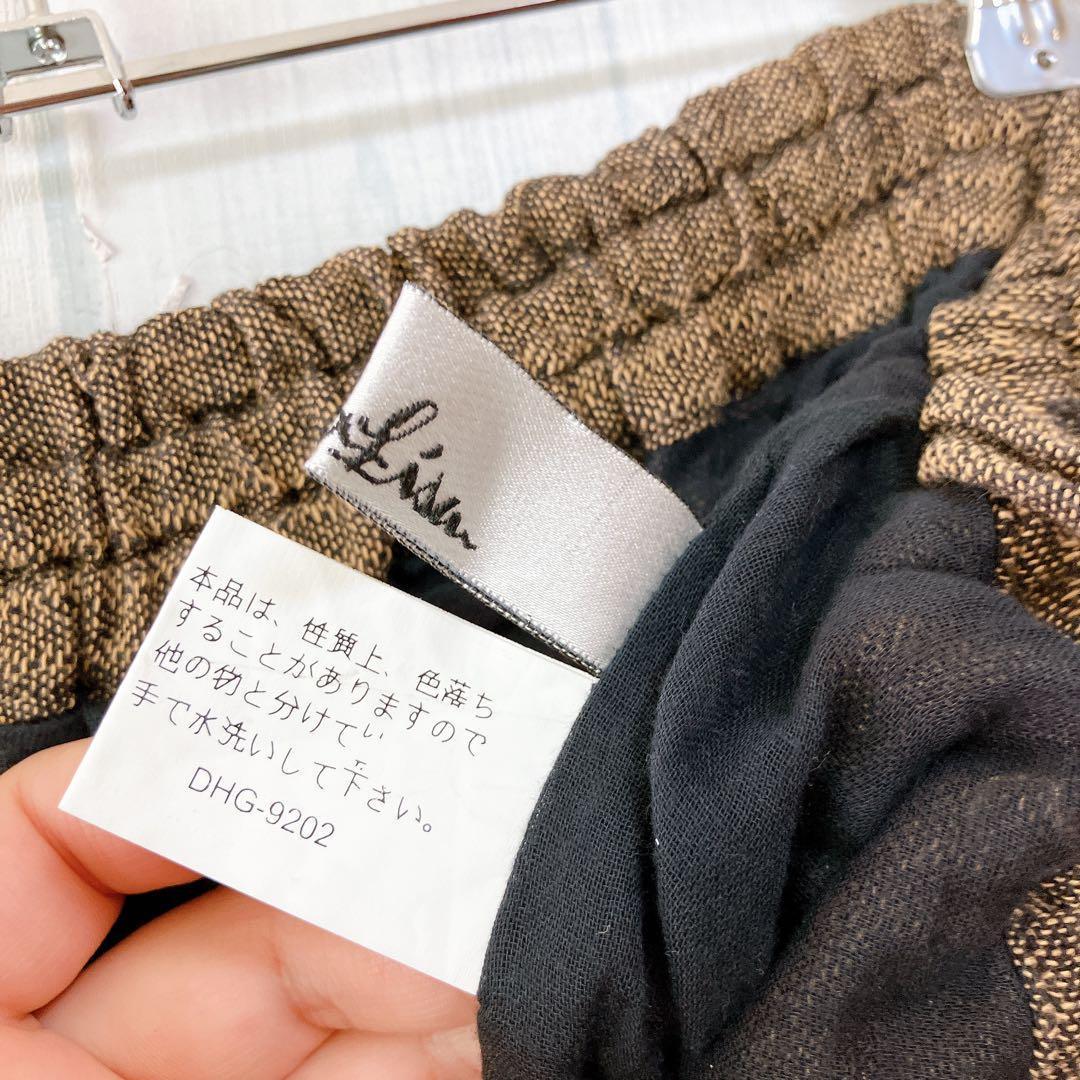 本品は、性質上、色落ち
することがありますので
他の物と分けてい
手で水洗いして下さい。
DHG-9202